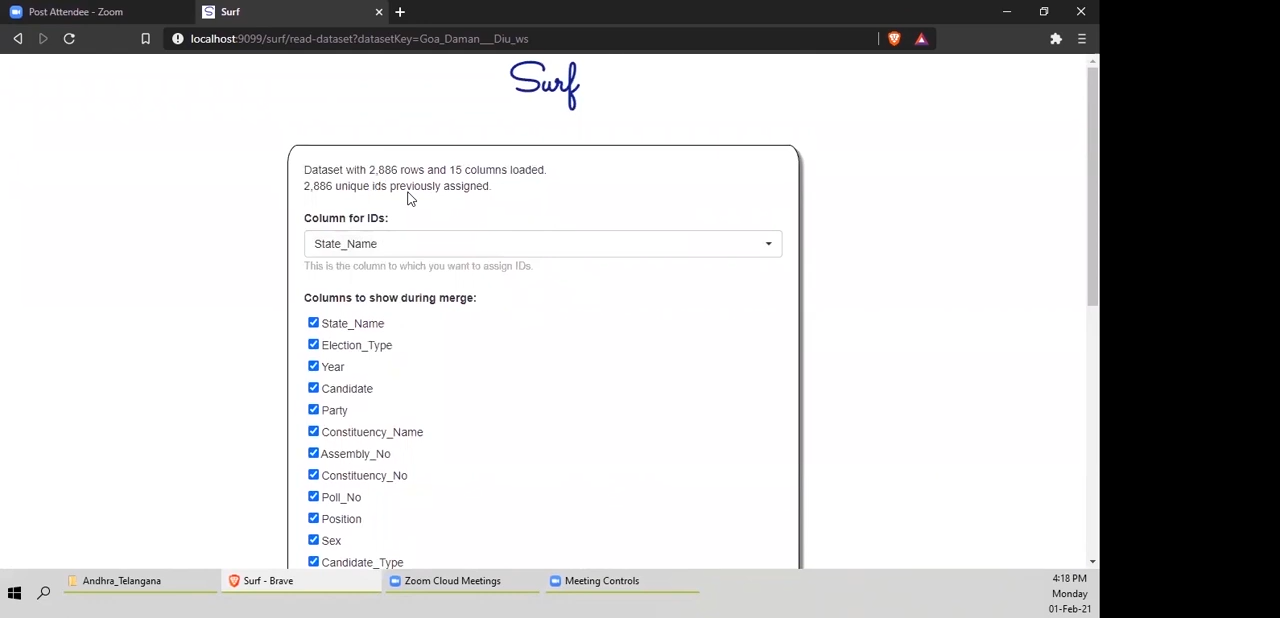 Post Attendee - Zoom
Surf
localhost:9099/surf/read-dataset?datasetKey=Goa_Daman___Diu_ws
Surf
Dataset with 2,886 rows and 15 columns loaded.
2,886 unique ids previously assigned.
Column for IDs:
State_Name
This is the column to which you want to assign IDs.
Columns to show during merge:
State_Name
Election_Type
Year
Candidate
Party
Constituency_Name
Assembly_No
Constituency_No
Poll_No
Position
Sex
Candidate_Type
Andhra_Telangana
Surf - Brave
Zoom Cloud Meetings
Meeting Controls
4:18 PM
Monday
01-Feb-21